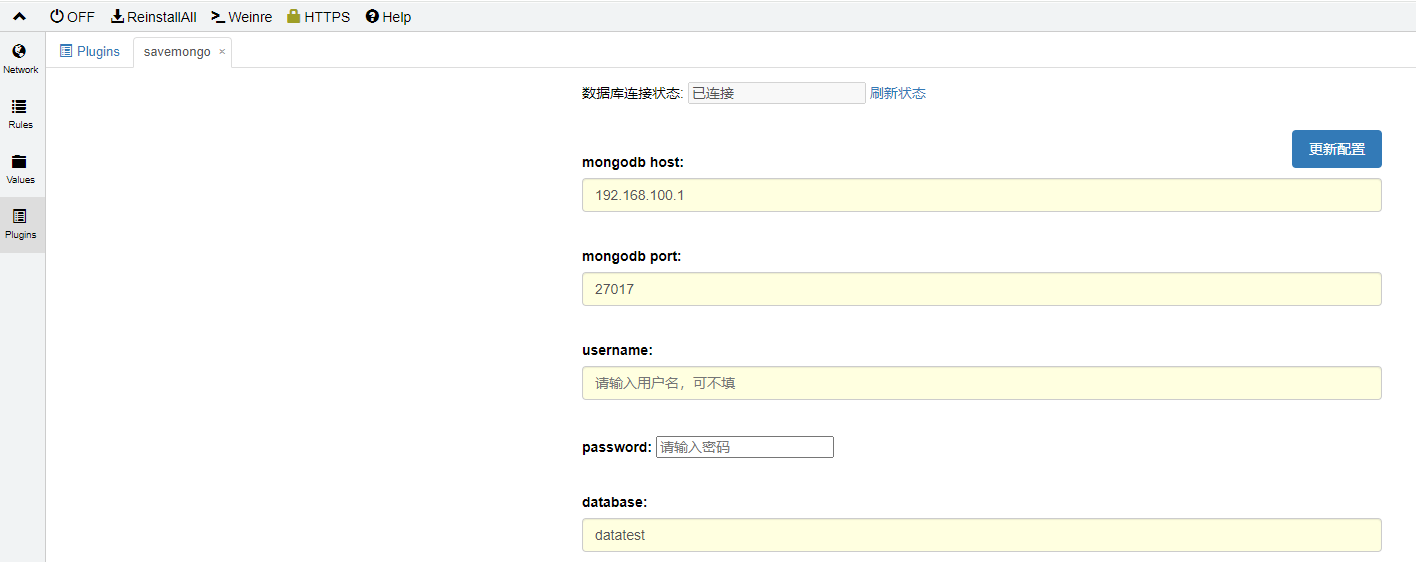 OFF ReinstallAll Weinre HTTPS Help
Network
Rules
Values
Plugins
Plugins savemongo ×
数据库连接状态: 已连接 刷新状态
更新配置
mongodb host:
192.168.100.1
mongodb port:
27017
username:
请输入用户名，可不填
password: 请输入密码
database:
datatest